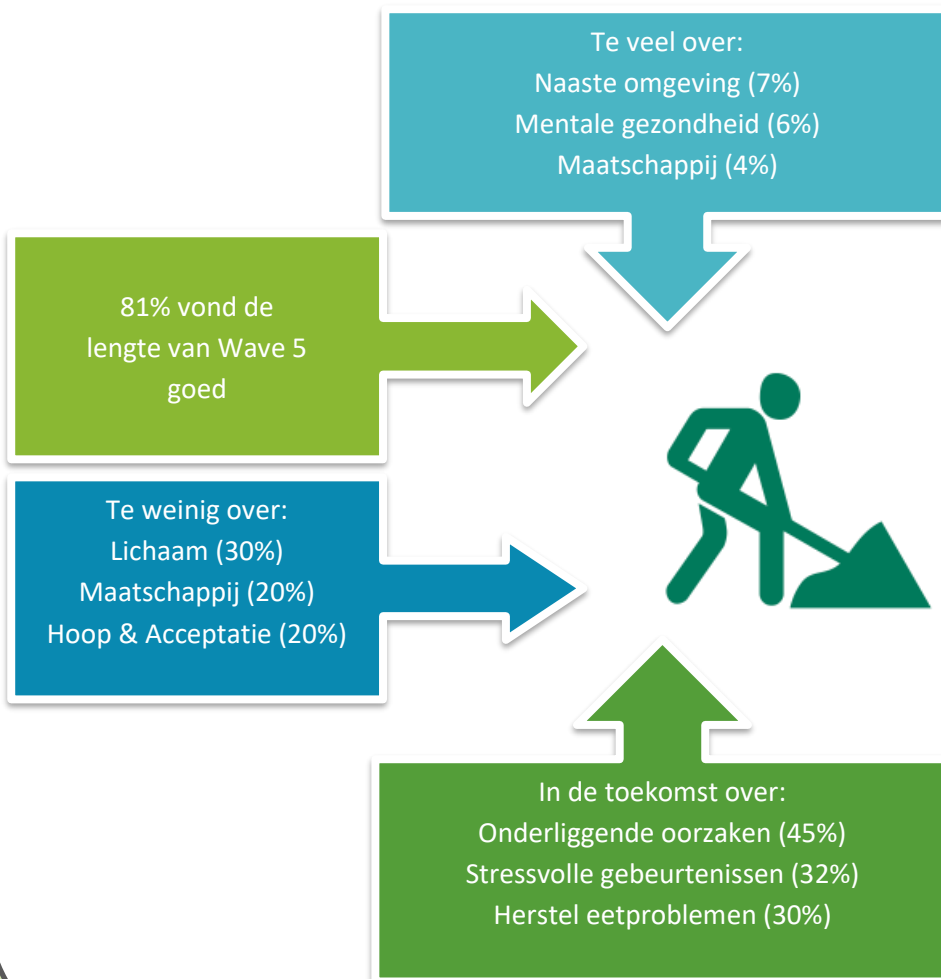 Te veel over:
Naaste omgeving (7%)
Mentale gezondheid (6%)
Maatschappij (4%)
81% vond de
lengte van Wave 5
goed
Te weinig over:
Lichaam (30%)
Maatschappij (20%)
Hoop & Acceptatie (20%)
In de toekomst over:
Onderliggende oorzaken (45%)
Stressvolle gebeurtenissen (32%)
Herstel eetproblemen (30%)